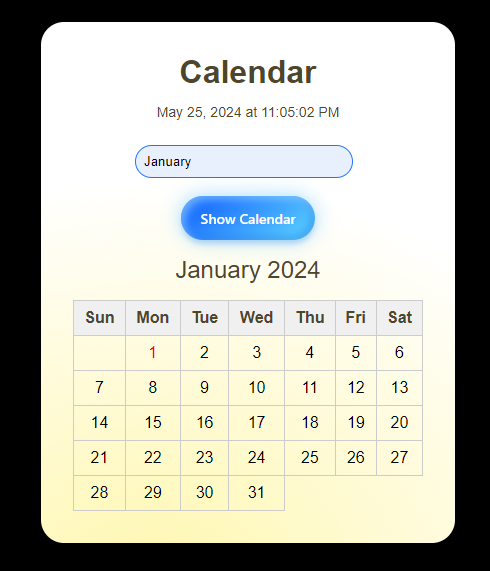 Calendar
May 25, 2024 at 11:05:02 PM
January
Show Calendar
January 2024
Sun Mon Tue Wed Thu Fri Sat
1 2 3 4 5 6
7 8 9 10 11 12 13
14 15 16 17 18 19 20
21 22 23 24 25 26 27
28 29 30 31